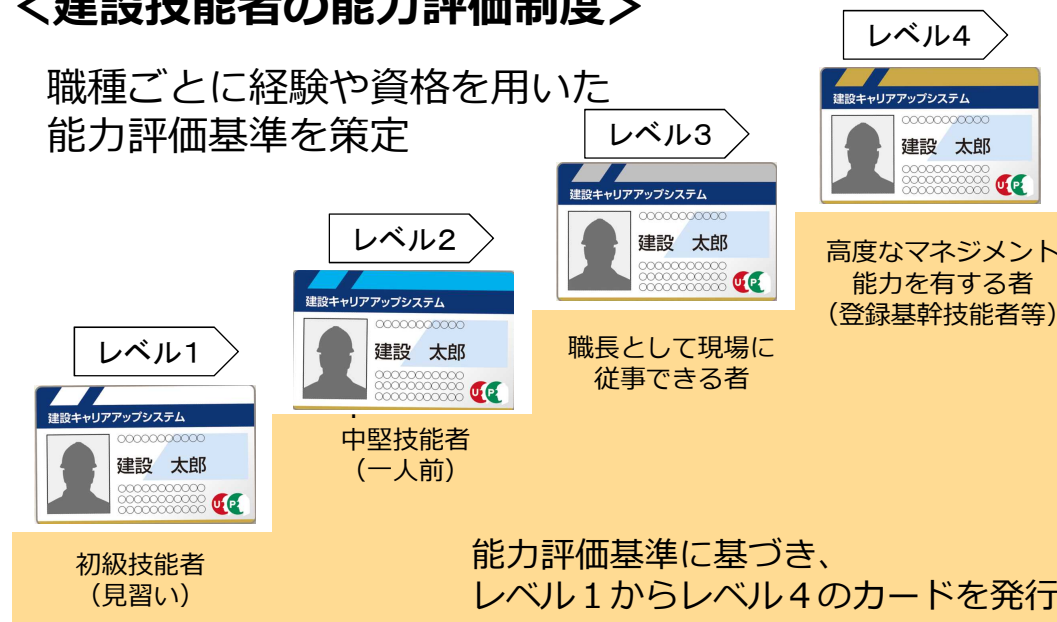 ＜建設技能者の能力評価制度＞
職種ごとに経験や資格を用いた
能力評価基準を策定
レベル4
建設キャリアアップシステム
○○○○○○○○○○○
建設　太郎
○○○○○○○○○○○
○○○○○○○○○○○
○○○○○○○○○○○
U P
高度なマネジメント
能力を有する者
（登録基幹技能者等）
レベル3
建設キャリアアップシステム
○○○○○○○○○○○
建設　太郎
○○○○○○○○○○○
○○○○○○○○○○○
○○○○○○○○○○○
U P
職長として現場に
従事できる者
レベル2
建設キャリアアップシステム
○○○○○○○○○○○
建設　太郎
○○○○○○○○○○○
○○○○○○○○○○○
○○○○○○○○○○○
U P
中堅技能者
（一人前）
レベル1
建設キャリアアップシステム
○○○○○○○○○○○
建設　太郎
○○○○○○○○○○○
○○○○○○○○○○○
○○○○○○○○○○○
U P
初級技能者
（見習い）
能力評価基準に基づき、
レベル１からレベル４のカードを発行